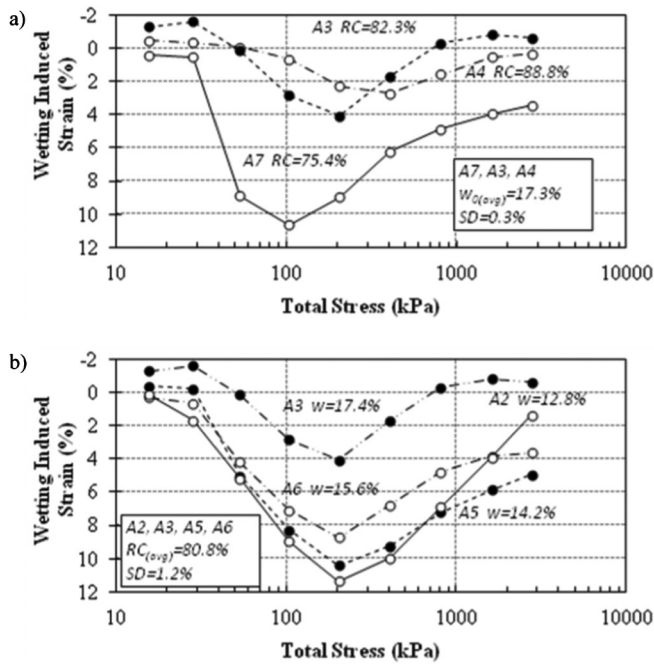 a)
-2
0
2
4
6
8
10
12
Wetting Induced
Strain (%)
A3 RC=82.3%
A4 RC=88.8%
A7 RC=75.4%
A7, A3, A4
w0(avg)=17.3%
SD=0.3%
10
100
1000
10000
Total Stress (kPa)
b)
-2
0
2
4
6
8
10
12
Wetting Induced
Strain (%)
A3 w=17.4%
A2 w=12.8%
A6 w=15.6%
A5 w=14.2%
A2, A3, A5, A6
RC(avg)=80.8%
SD=1.2%
10
100
1000
10000
Total Stress (kPa)